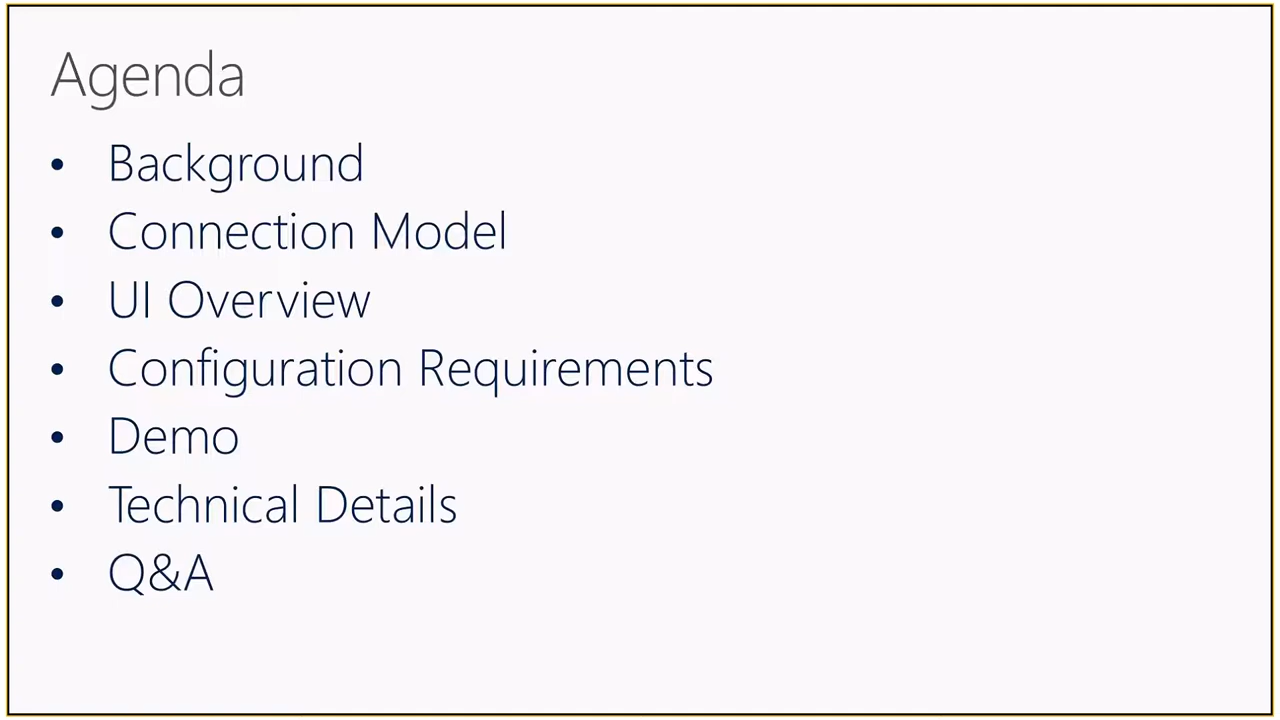 Agenda
• Background
• Connection Model
• UI Overview
• Configuration Requirements
• Demo
• Technical Details
• Q&A